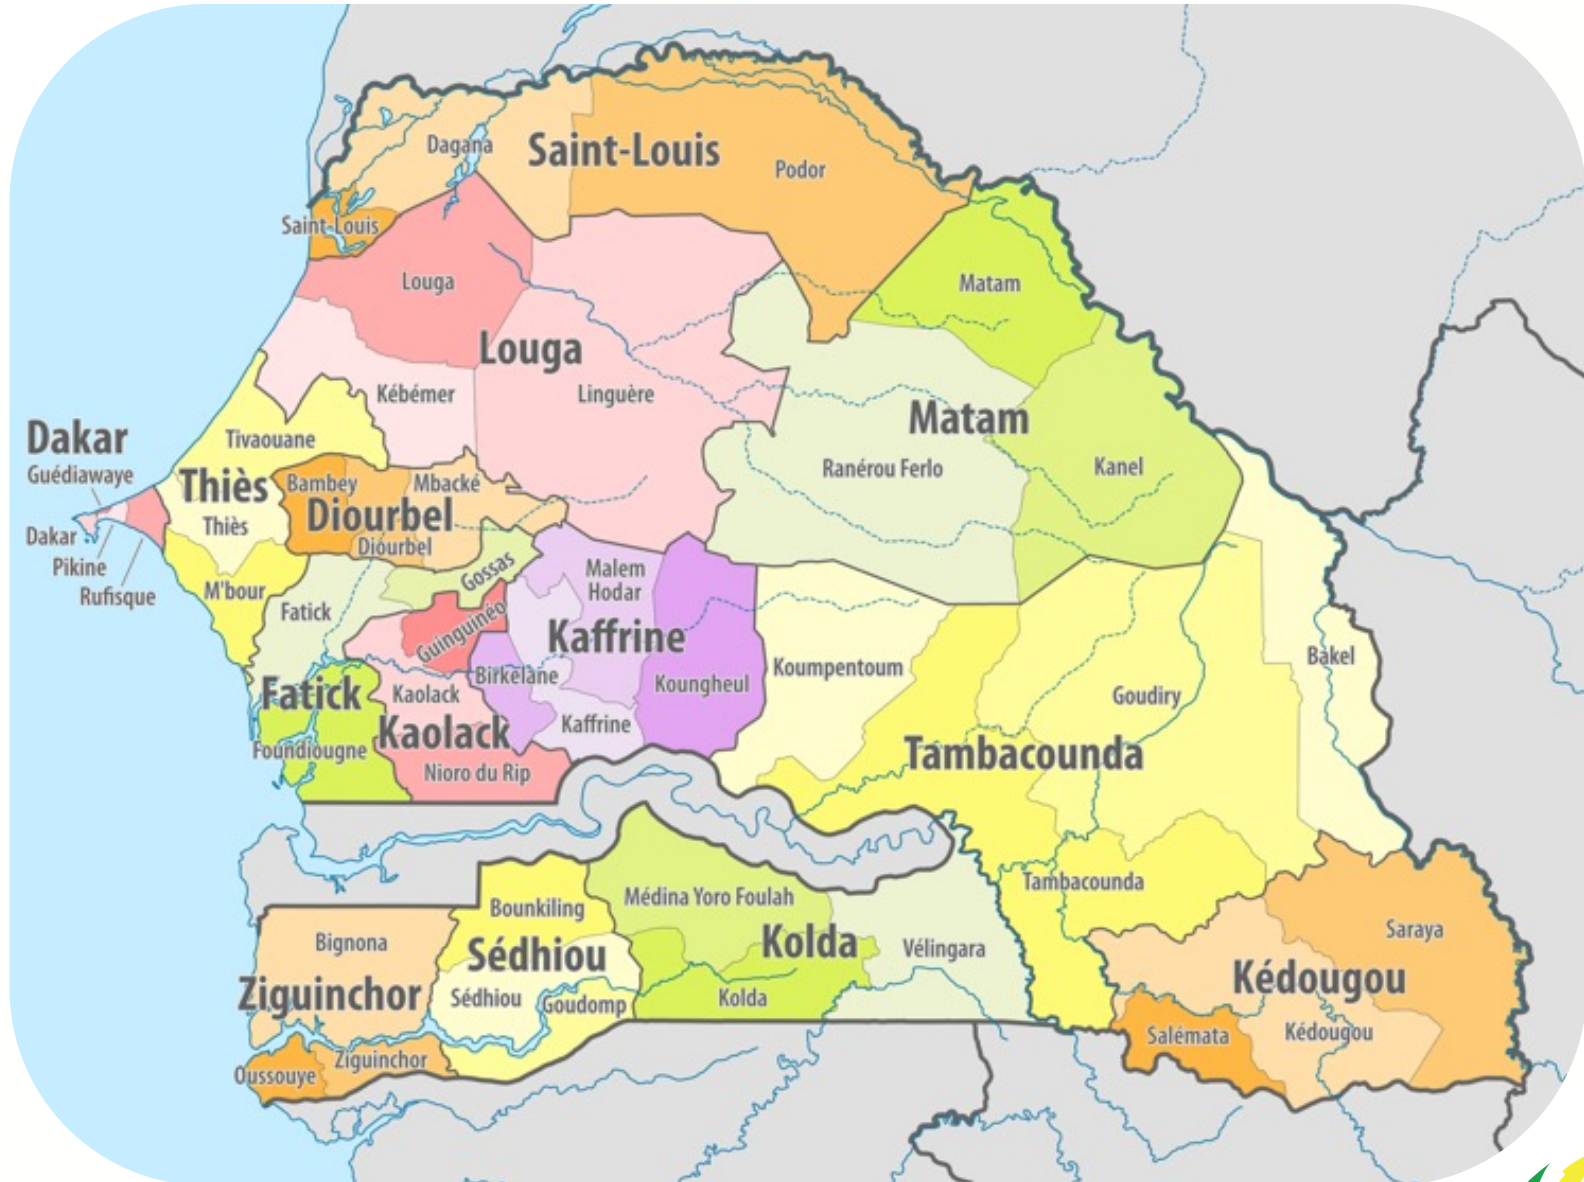 Dagana
Saint-Louis
Podor
Saint-Louis
Louga
Matam
Louga
Kébémer
Linguère
Matam
Dakar
Guédiawaye
Tivaouane
Thiès
Bambey
Mbacké
Ranérou Ferlo
Kanel
Diourbel
Thiès
Dakar
Diourbel
Pikine
Rufisque
M'bour
Gossas
Malem
Hodar
Fatick
Guinguinéo
Kaffrine
Birkelane
Koumpentoum
Bakel
Fatick
Kaolack
Koungheul
Goudiry
Kaffrine
Kaolack
Foundiougne
Nioro du Rip
Tambacounda
Tambacounda
Médina Yoro Foulah
Bounkiling
Saraya
Bignona
Sédhiou
Kolda
Vélingara
Ziguinchor
Sédhiou
Goudomp
Kolda
Kédougou
Salémata
Kédougou
Ziguinchor
Oussouye